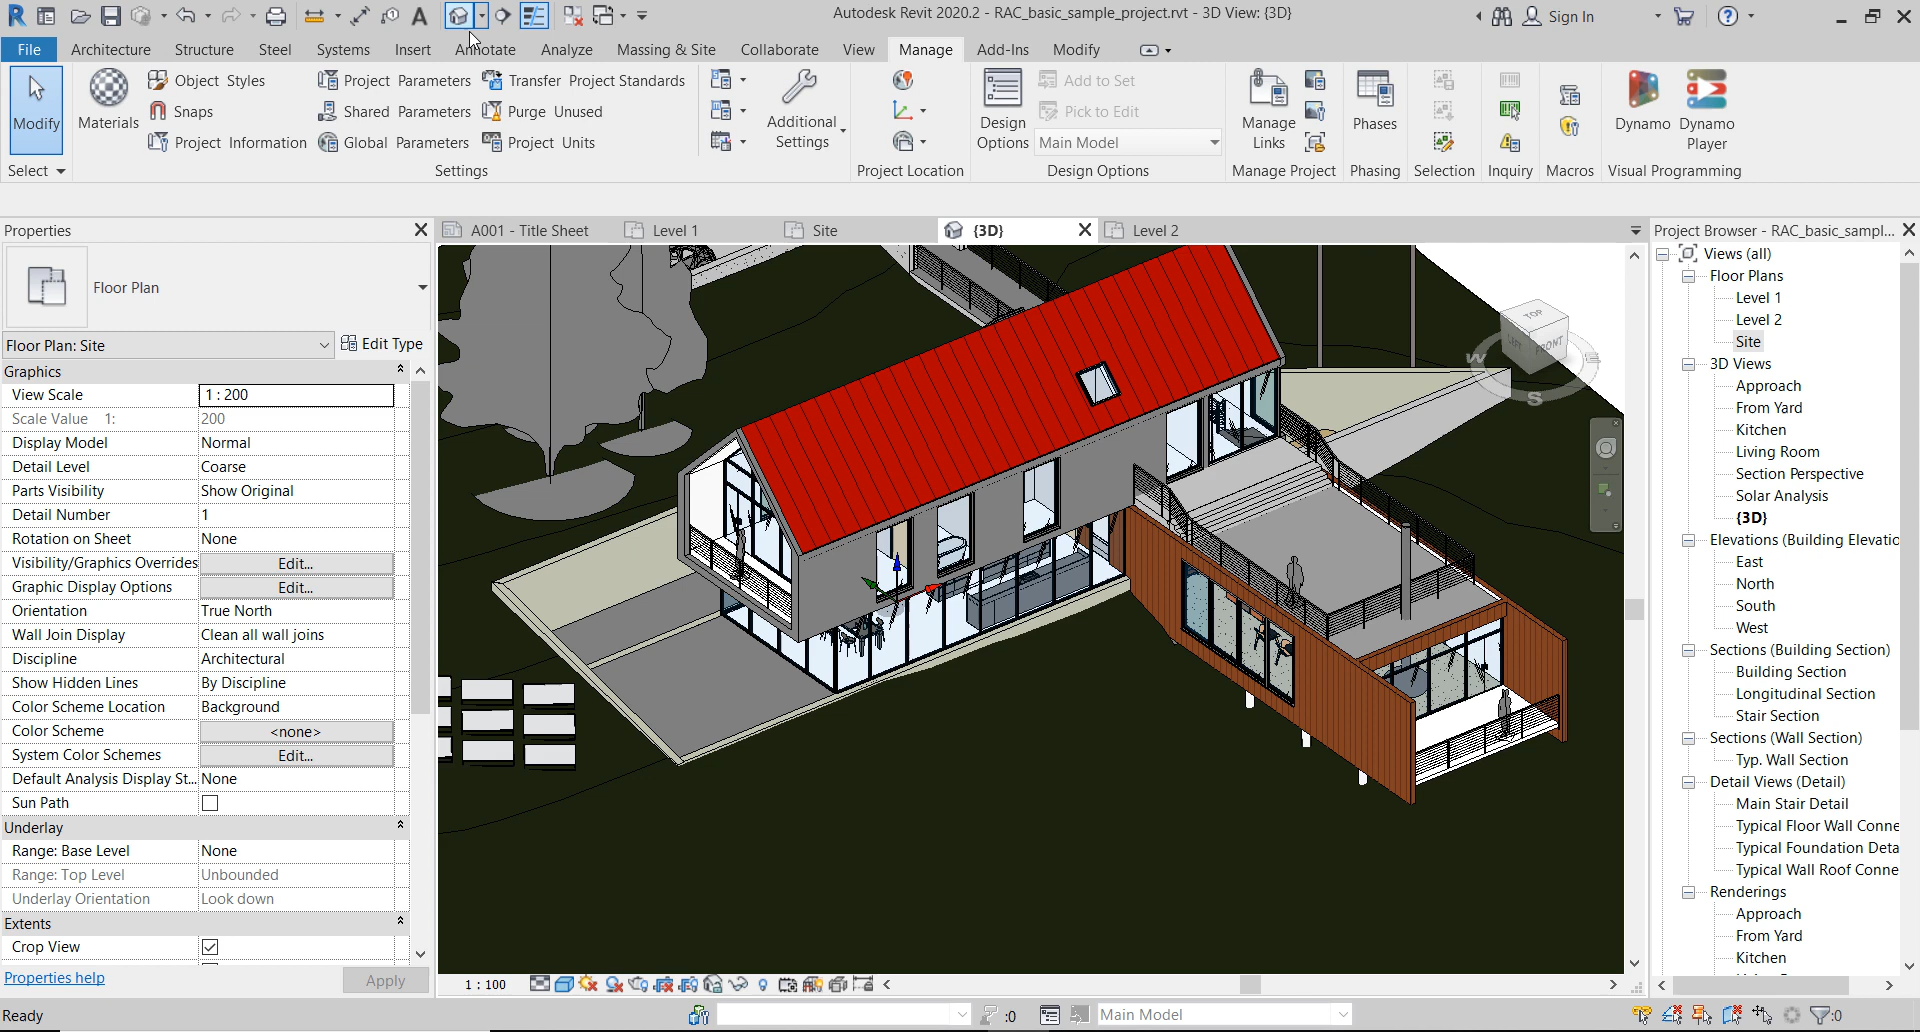 Autodesk Revit 2020.2 - RAC_basic_sample_project.rvt - 3D View: {3D}
Sign In
File Architecture Structure Steel Systems Insert Annotate Analyze Massing & Site Collaborate View Manage Add-Ins Modify
Modify
Materials
Object Styles
Snaps
Project Information
Project Parameters
Shared Parameters
Global Parameters
Transfer Project Standards
Purge Unused
Project Units
Additional
Settings
Design
Options
Add to Set
Pick to Edit
Main Model
Manage
Links
Phases
Dynamo
Dynamo
Player
Select
Settings
Project Location
Design Options
Manage Project
Phasing
Selection
Inquiry
Macros
Visual Programming
Properties
Floor Plan
Floor Plan: Site
Edit Type
Graphics
View Scale 1 : 200
Scale Value 1: 200
Display Model Normal
Detail Level Coarse
Parts Visibility Show Original
Detail Number 1
Rotation on Sheet None
Visibility/Graphics Overrides Edit...
Graphic Display Options Edit...
Orientation True North
Wall Join Display Clean all wall joins
Discipline Architectural
Show Hidden Lines By Discipline
Color Scheme Location Background
Color Scheme <none>
System Color Schemes Edit...
Default Analysis Display St... None
Sun Path
Underlay
Range: Base Level None
Range: Top Level Unbounded
Underlay Orientation Look down
Extents
Crop View
Properties help
Apply
A001 - Title Sheet
Level 1
Site
{3D}
Level 2
TOP
LEFT
FRONT
W
S
E
1 : 100
Project Browser - RAC_basic_sampl...
Views (all)
Floor Plans
Level 1
Level 2
Site
3D Views
Approach
From Yard
Kitchen
Living Room
Section Perspective
Solar Analysis
{3D}
Elevations (Building Elevatio
East
North
South
West
Sections (Building Section)
Building Section
Longitudinal Section
Stair Section
Sections (Wall Section)
Typ. Wall Section
Detail Views (Detail)
Main Stair Detail
Typical Floor Wall Conne
Typical Foundation Deta
Typical Wall Roof Conne
Renderings
Approach
From Yard
Kitchen
Ready
:0
Main Model
:0